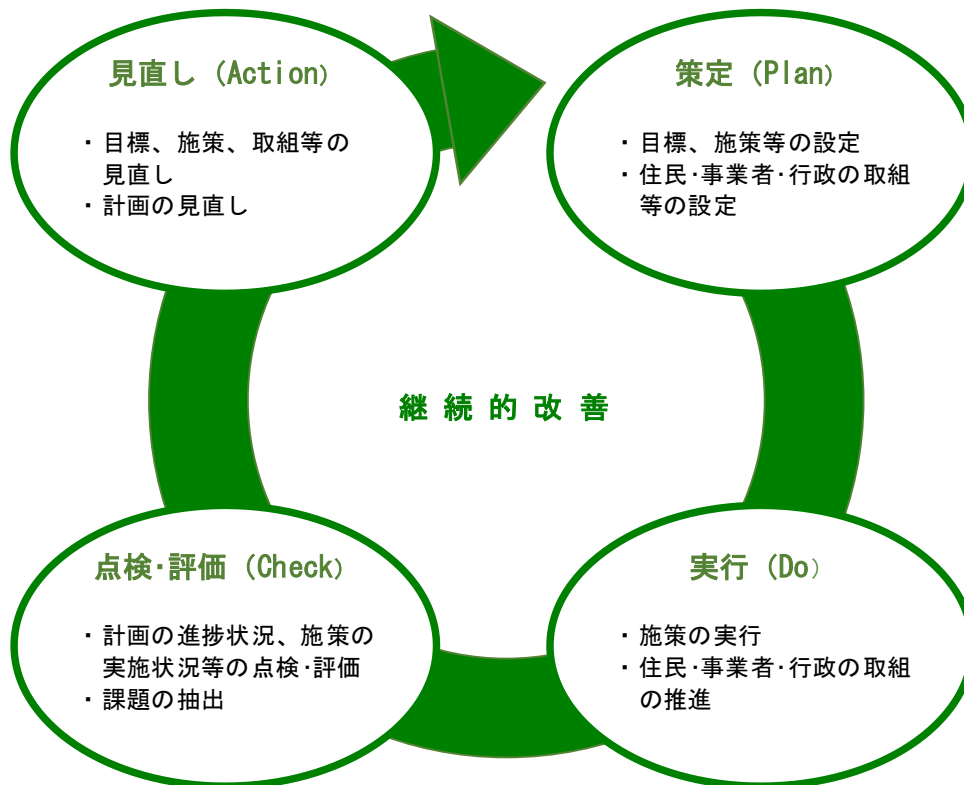 見直し（Action）
・目標、施策、取組等の
見直し
・計画の見直し
策定（Plan）
・目標、施策等の設定
・住民･事業者･行政の取組
等の設定
継続的改善
点検･評価（Check）
・計画の進捗状況、施策の
実施状況等の点検･評価
・課題の抽出
実行（Do）
・施策の実行
・住民･事業者･行政の取組
の推進